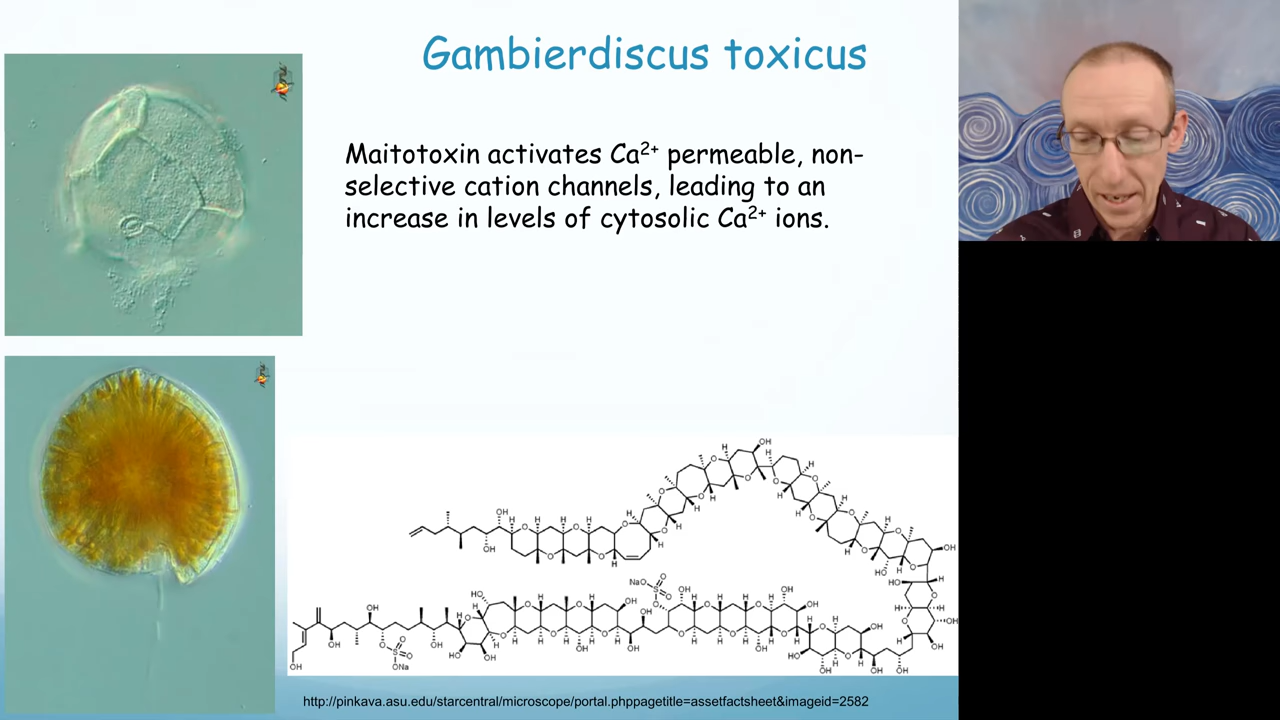 Gambierdiscus toxicus
Maitotoxin activates Ca²⁺ permeable, non-
selective cation channels, leading to an
increase in levels of cytosolic Ca²⁺ ions.
http://pinkava.asu.edu/starcentral/microscope/portal.phppagetitle=assetfactsheet&imageid=2582